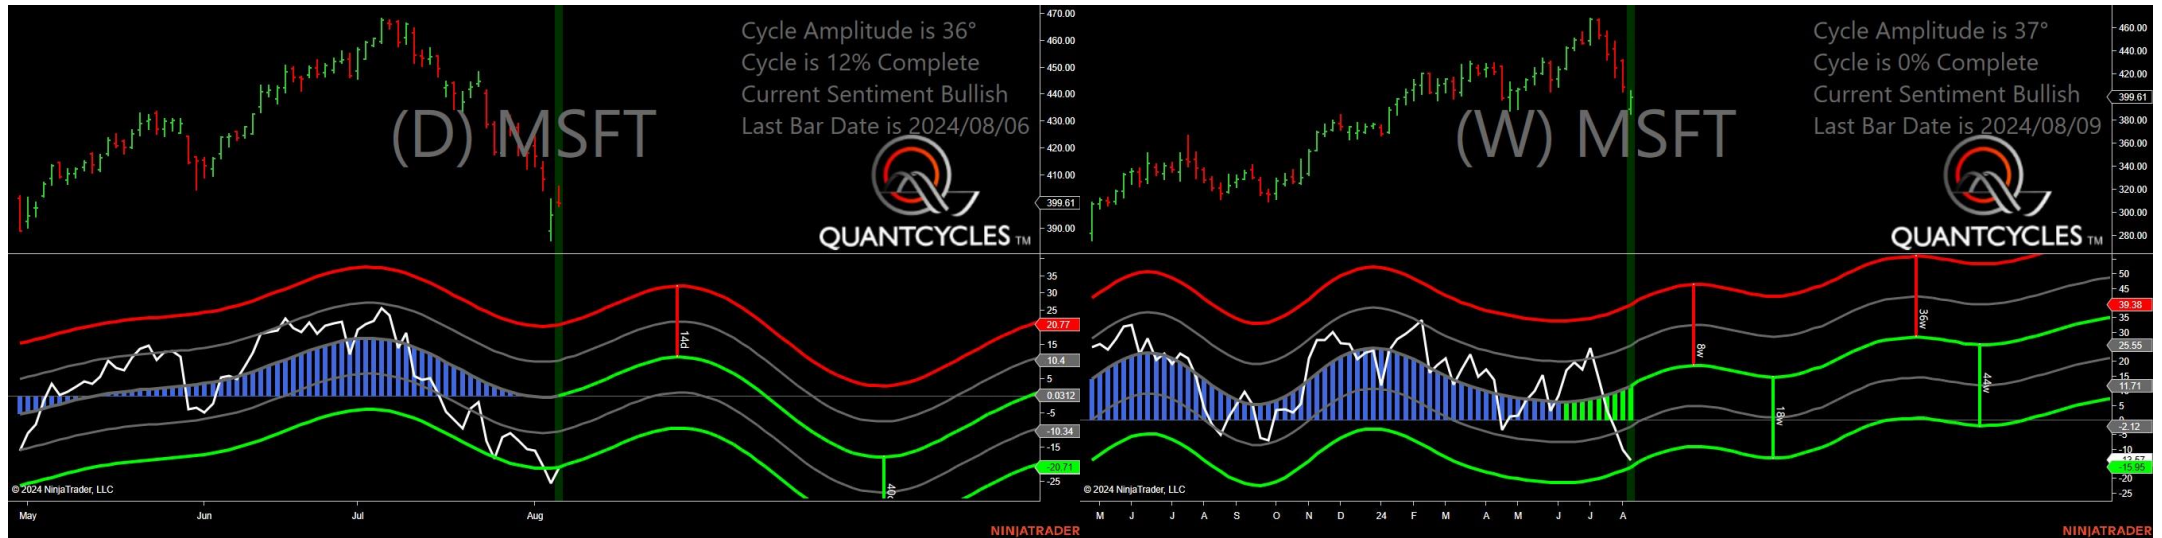 Cycle Amplitude is 36°
Cycle is 12% Complete
Current Sentiment Bullish
Last Bar Date is 2024/08/06
(D) MSFT
QUANTCYCLES TM
470.00
460.00
450.00
440.00
430.00
420.00
410.00
399.61
390.00
35
30
25
20.77
15
10.4
5
0.0312
-5
-10.34
-15
-20.71
-25
14d
© 2024 NinjaTrader, LLC
May Jun Jul Aug
NINJATRADER
Cycle Amplitude is 37°
Cycle is 0% Complete
Current Sentiment Bullish
Last Bar Date is 2024/08/09
(W) MSFT
QUANTCYCLES TM
460.00
440.00
420.00
399.61
380.00
360.00
340.00
320.00
300.00
280.00
50
45
39.38
35
30
25.55
20
15
11.71
5
-2.12
-5
-10
-15.95
-20
-25
8w
18w
36w
44w
© 2024 NinjaTrader, LLC
M J J A S O N D 24 F M A M J J A
NINJATRADER